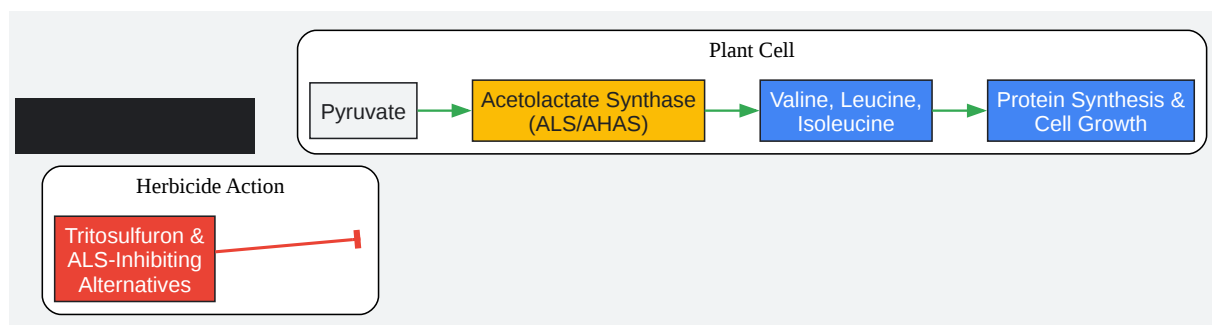 Plant Cell
Pyruvate
Acetolactate Synthase
(ALS/AHAS)
Valine, Leucine,
Isoleucine
Protein Synthesis &
Cell Growth
Herbicide Action
Tritosulfuron &
ALS-Inhibiting
Alternatives